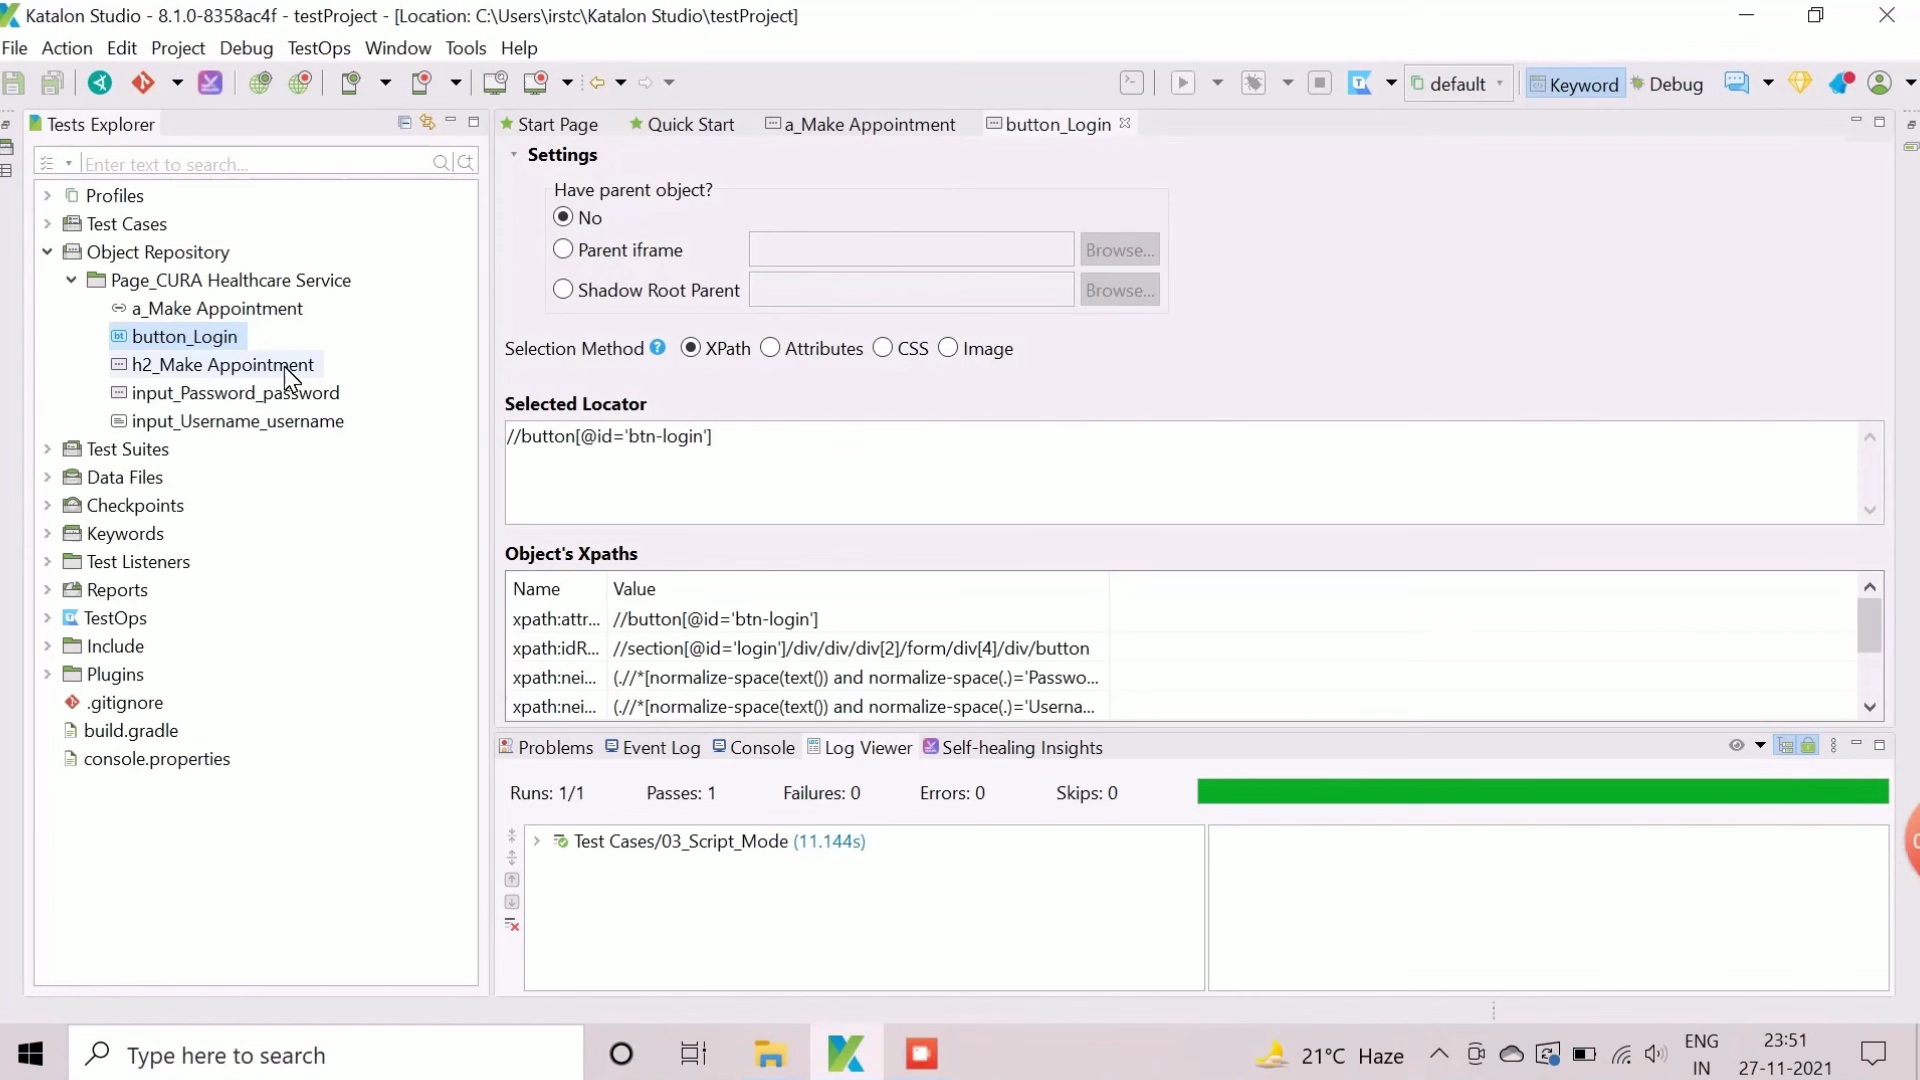 Katalon Studio - 8.1.0-8358ac4f - testProject - [Location: C:\Users\irstc\Katalon Studio\testProject]
File Action Edit Project Debug TestOps Window Tools Help
default Keyword Debug
Tests Explorer
Enter text to search...
Profiles
Test Cases
Object Repository
Page_CURA Healthcare Service
a_Make Appointment
button_Login
h2_Make Appointment
input_Password_password
input_Username_username
Test Suites
Data Files
Checkpoints
Keywords
Test Listeners
Reports
TestOps
Include
Plugins
.gitignore
build.gradle
console.properties
Start Page Quick Start a_Make Appointment button_Login
Settings
Have parent object?
No
Parent iframe Browse...
Shadow Root Parent Browse...
Selection Method XPath Attributes CSS Image
Selected Locator
//button[@id='btn-login']
Object's Xpaths
Name Value
xpath:attr... //button[@id='btn-login']
xpath:idR... //section[@id='login']/div/div/div[2]/form/div[4]/div/button
xpath:nei... (.//*[normalize-space(text()) and normalize-space(.)='Passwo...
xpath:nei... (.//*[normalize-space(text()) and normalize-space(.)='Userna...
Problems Event Log Console Log Viewer Self-healing Insights
Runs: 1/1 Passes: 1 Failures: 0 Errors: 0 Skips: 0
Test Cases/03_Script_Mode (11.144s)
Type here to search
21°C Haze
ENG
IN
23:51
27-11-2021